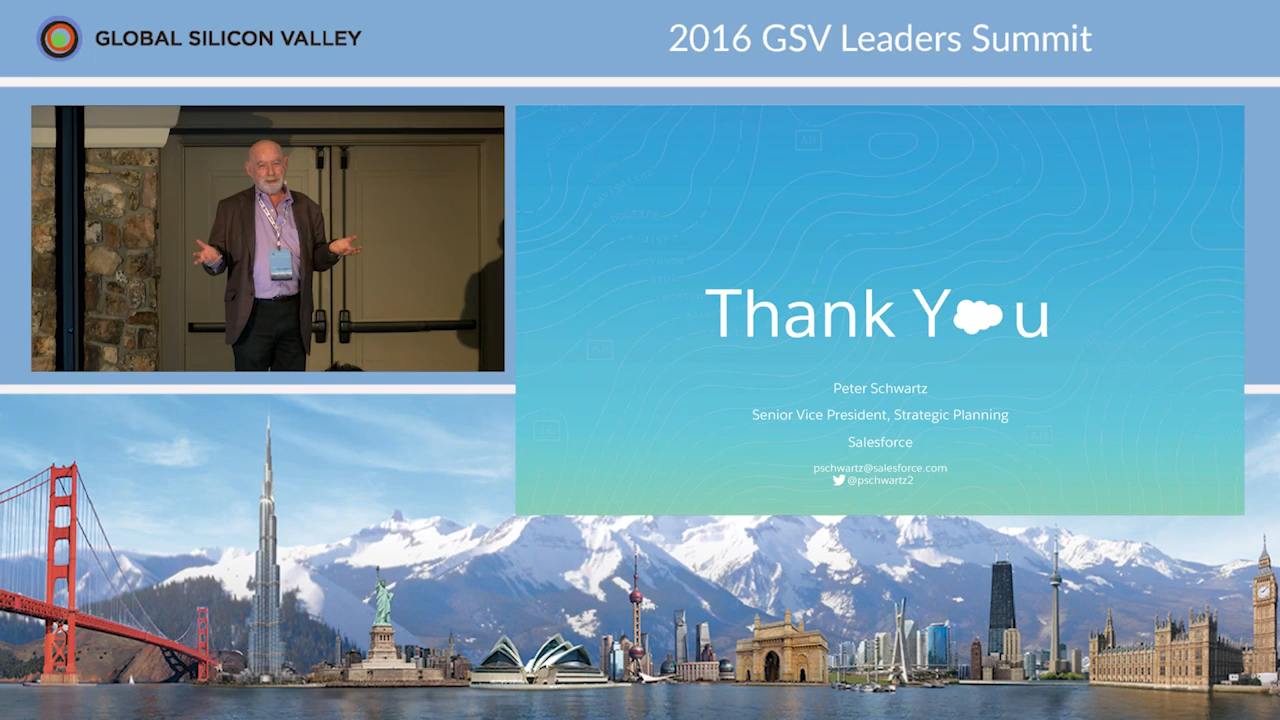 GLOBAL SILICON VALLEY
2016 GSV Leaders Summit
Thank Y u
Peter Schwartz
Senior Vice President, Strategic Planning
Salesforce
pschwartz@salesforce.com
@pschwartz2